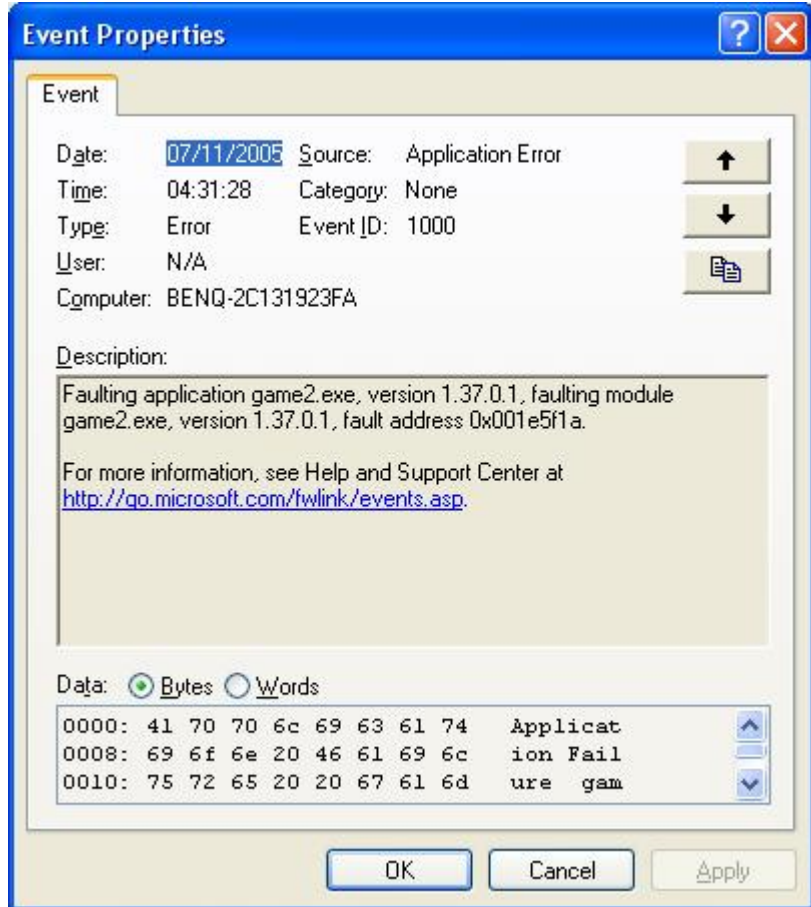 Event Properties
Event
Date: 07/11/2005 Source: Application Error
Time: 04:31:28 Category: None
Type: Error Event ID: 1000
User: N/A
Computer: BENQ-2C131923FA
Description:
Faulting application game2.exe, version 1.37.0.1, faulting module
game2.exe, version 1.37.0.1, fault address 0x001e5f1a.
For more information, see Help and Support Center at
http://go.microsoft.com/fwlink/events.asp.
Data: Bytes Words
0000: 41 70 70 6c 69 63 61 74 Applicat
0008: 69 6f 6e 20 46 61 69 6c ion Fail
0010: 75 72 65 20 20 67 61 6d ure  gam
OK Cancel Apply